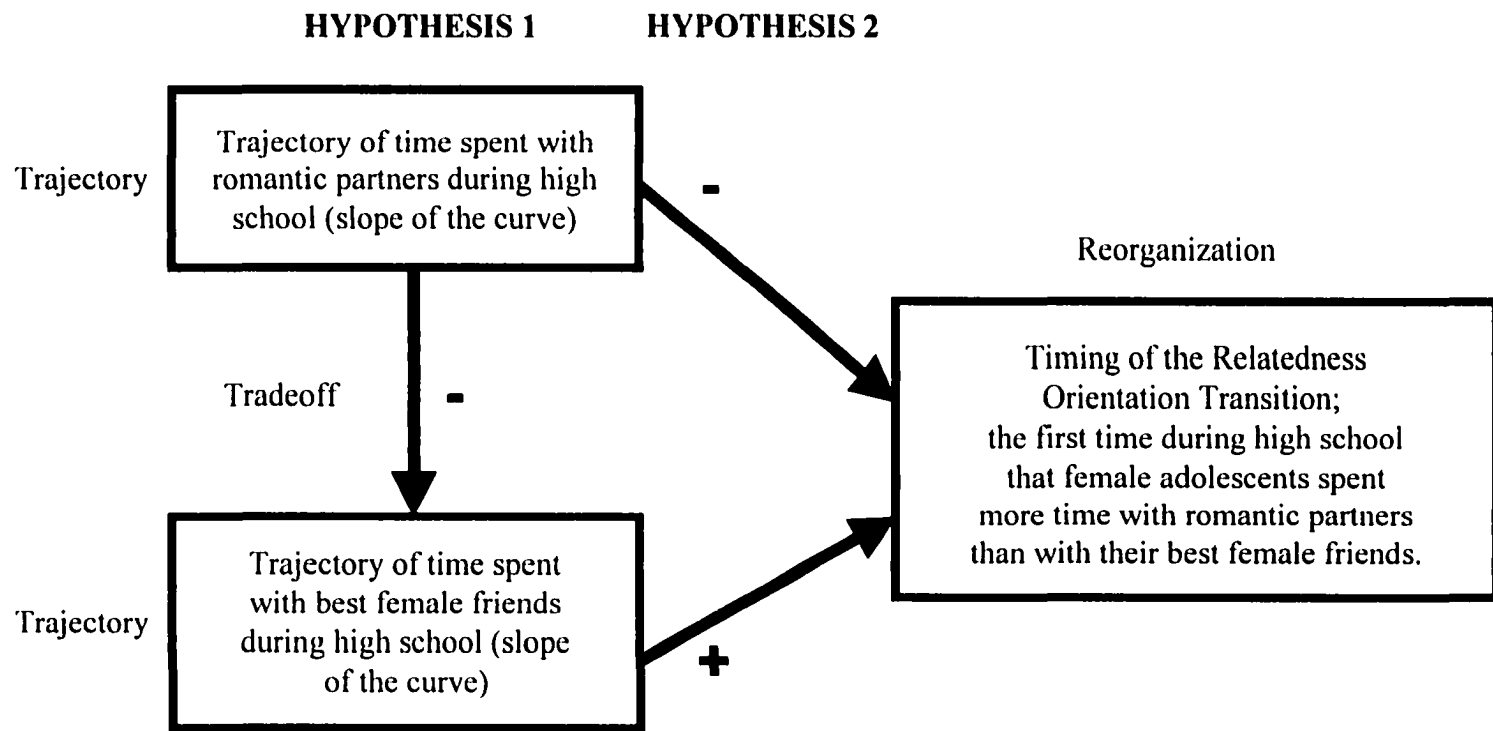 HYPOTHESIS 1 HYPOTHESIS 2
Trajectory
Trajectory of time spent with
romantic partners during high
school (slope of the curve)
-
Reorganization
Tradeoff
-
Timing of the Relatedness
Orientation Transition;
the first time during high school
that female adolescents spent
more time with romantic partners
than with their best female friends.
Trajectory
Trajectory of time spent
with best female friends
during high school (slope
of the curve)
+